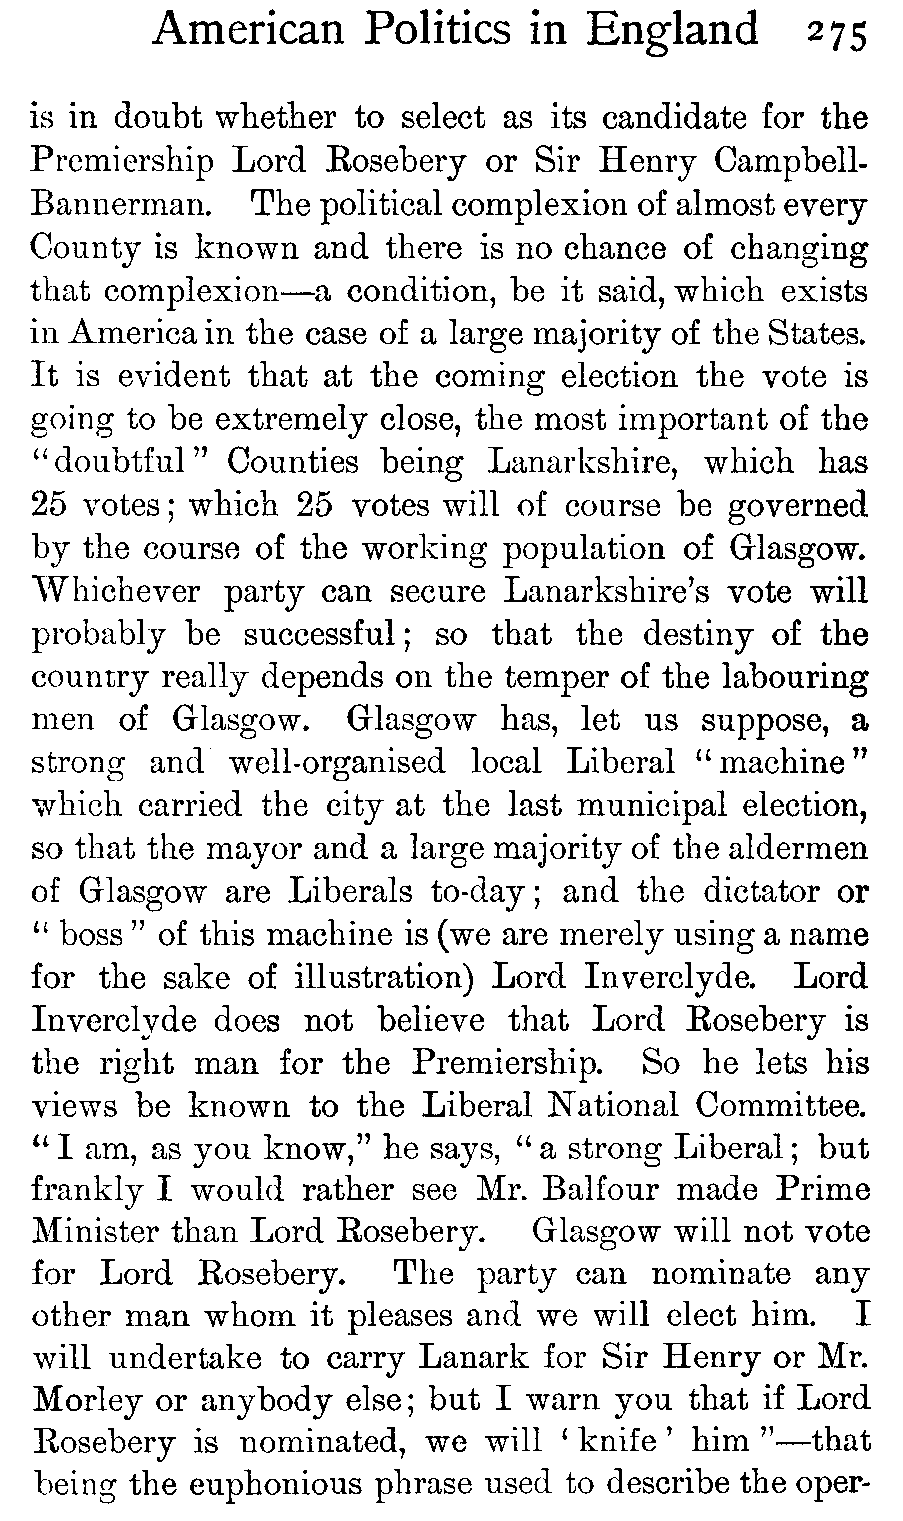 American Politics in England 275
is in doubt whether to select as its candidate for the
Premiership Lord Rosebery or Sir Henry Campbell-
Bannerman. The political complexion of almost every
County is known and there is no chance of changing
that complexion—a condition, be it said, which exists
in America in the case of a large majority of the States.
It is evident that at the coming election the vote is
going to be extremely close, the most important of the
"doubtful" Counties being Lanarkshire, which has
25 votes; which 25 votes will of course be governed
by the course of the working population of Glasgow.
Whichever party can secure Lanarkshire's vote will
probably be successful; so that the destiny of the
country really depends on the temper of the labouring
men of Glasgow. Glasgow has, let us suppose, a
strong and well-organised local Liberal "machine"
which carried the city at the last municipal election,
so that the mayor and a large majority of the aldermen
of Glasgow are Liberals to-day; and the dictator or
"boss" of this machine is (we are merely using a name
for the sake of illustration) Lord Inverclyde. Lord
Inverclyde does not believe that Lord Rosebery is
the right man for the Premiership. So he lets his
views be known to the Liberal National Committee.
"I am, as you know," he says, "a strong Liberal; but
frankly I would rather see Mr. Balfour made Prime
Minister than Lord Rosebery. Glasgow will not vote
for Lord Rosebery. The party can nominate any
other man whom it pleases and we will elect him. I
will undertake to carry Lanark for Sir Henry or Mr.
Morley or anybody else; but I warn you that if Lord
Rosebery is nominated, we will 'knife' him"—that
being the euphonious phrase used to describe the oper-